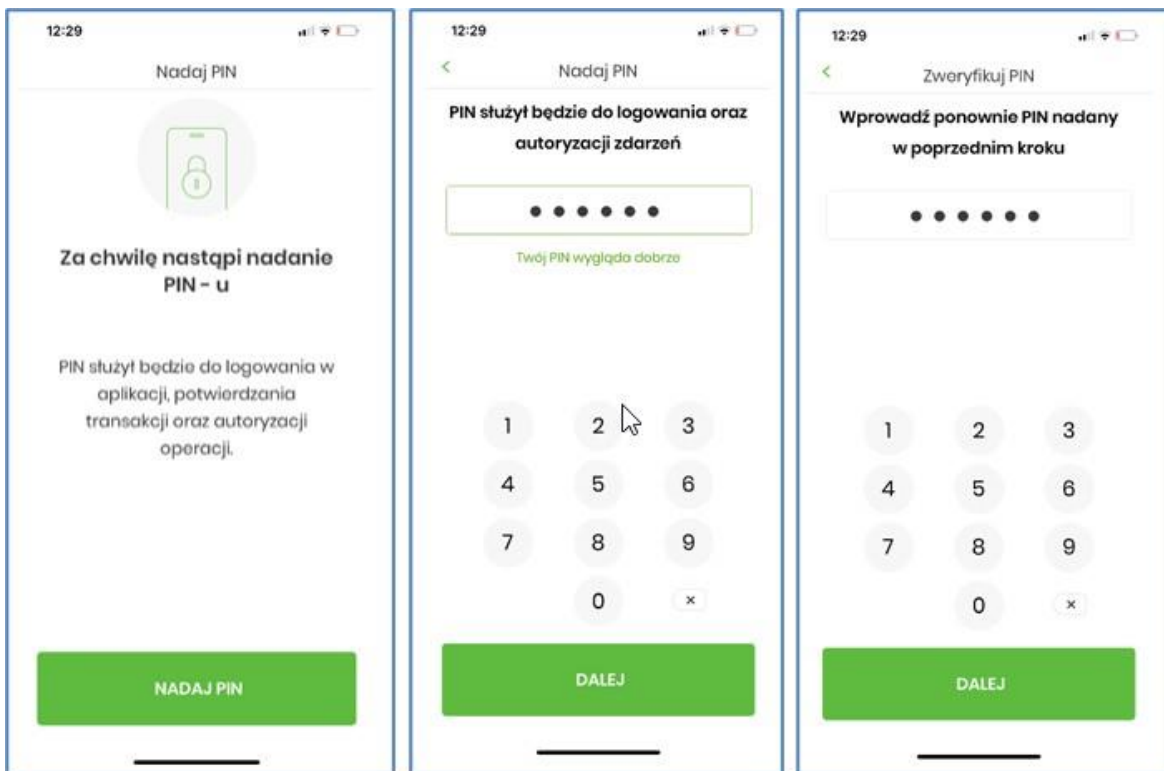 12:29
Nadaj PIN
Za chwilę nastąpi nadanie
PIN - u
PIN służył będzie do logowania w
aplikacji, potwierdzania
transakcji oraz autoryzacji
operacji.
NADAJ PIN
12:29
Nadaj PIN
PIN służył będzie do logowania oraz
autoryzacji zdarzeń
Twój PIN wygląda dobrze
1 2 3
4 5 6
7 8 9
0
DALEJ
12:29
Zweryfikuj PIN
Wprowadź ponownie PIN nadany
w poprzednim kroku
1 2 3
4 5 6
7 8 9
0
DALEJ